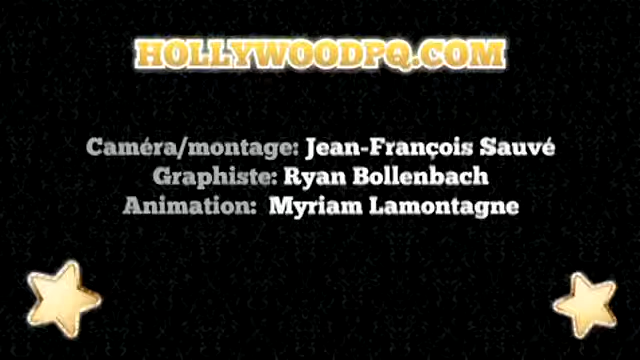 HOLLYWOODPQ.COM
Caméra/montage: Jean-François Sauvé
Graphiste: Ryan Bollenbach
Animation: Myriam Lamontagne